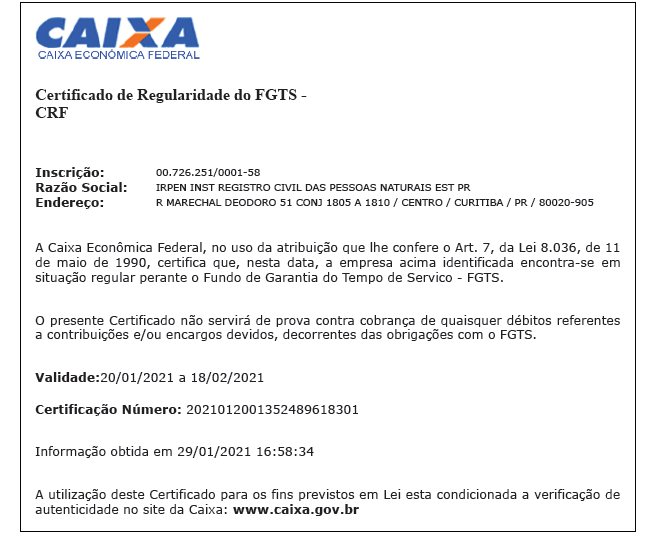 CAIXA
CAIXA ECONÔMICA FEDERAL
Certificado de Regularidade do FGTS -
CRF
Inscrição: 00.726.251/0001-58
Razão Social: IRPEN INST REGISTRO CIVIL DAS PESSOAS NATURAIS EST PR
Endereço: R MARECHAL DEODORO 51 CONJ 1805 A 1810 / CENTRO / CURITIBA / PR / 80020-905
A Caixa Econômica Federal, no uso da atribuição que lhe confere o Art. 7, da Lei 8.036, de 11
de maio de 1990, certifica que, nesta data, a empresa acima identificada encontra-se em
situação regular perante o Fundo de Garantia do Tempo de Servico - FGTS.
O presente Certificado não servirá de prova contra cobrança de quaisquer débitos referentes
a contribuições e/ou encargos devidos, decorrentes das obrigações com o FGTS.
Validade:20/01/2021 a 18/02/2021
Certificação Número: 2021012001352489618301
Informação obtida em 29/01/2021 16:58:34
A utilização deste Certificado para os fins previstos em Lei esta condicionada a verificação de
autenticidade no site da Caixa: www.caixa.gov.br